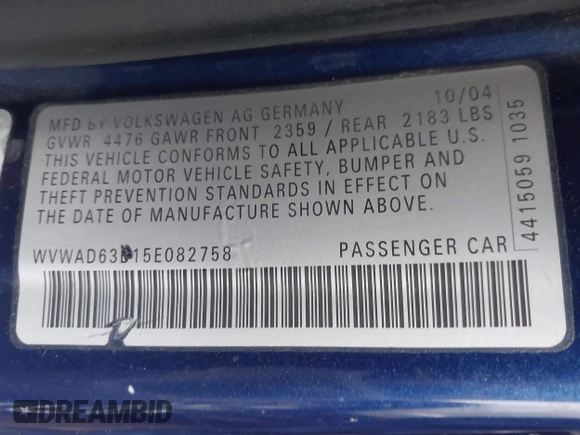 MFD BY VOLKSWAGEN AG GERMANY 10/04
GVWR 4476 GAWR FRONT 2359 / REAR 2183 LBS
THIS VEHICLE CONFORMS TO ALL APPLICABLE U.S.
FEDERAL MOTOR VEHICLE SAFETY, BUMPER AND
THEFT PREVENTION STANDARDS IN EFFECT ON
THE DATE OF MANUFACTURE SHOWN ABOVE.
PASSENGER CAR
4415059 1035
DREAMBID